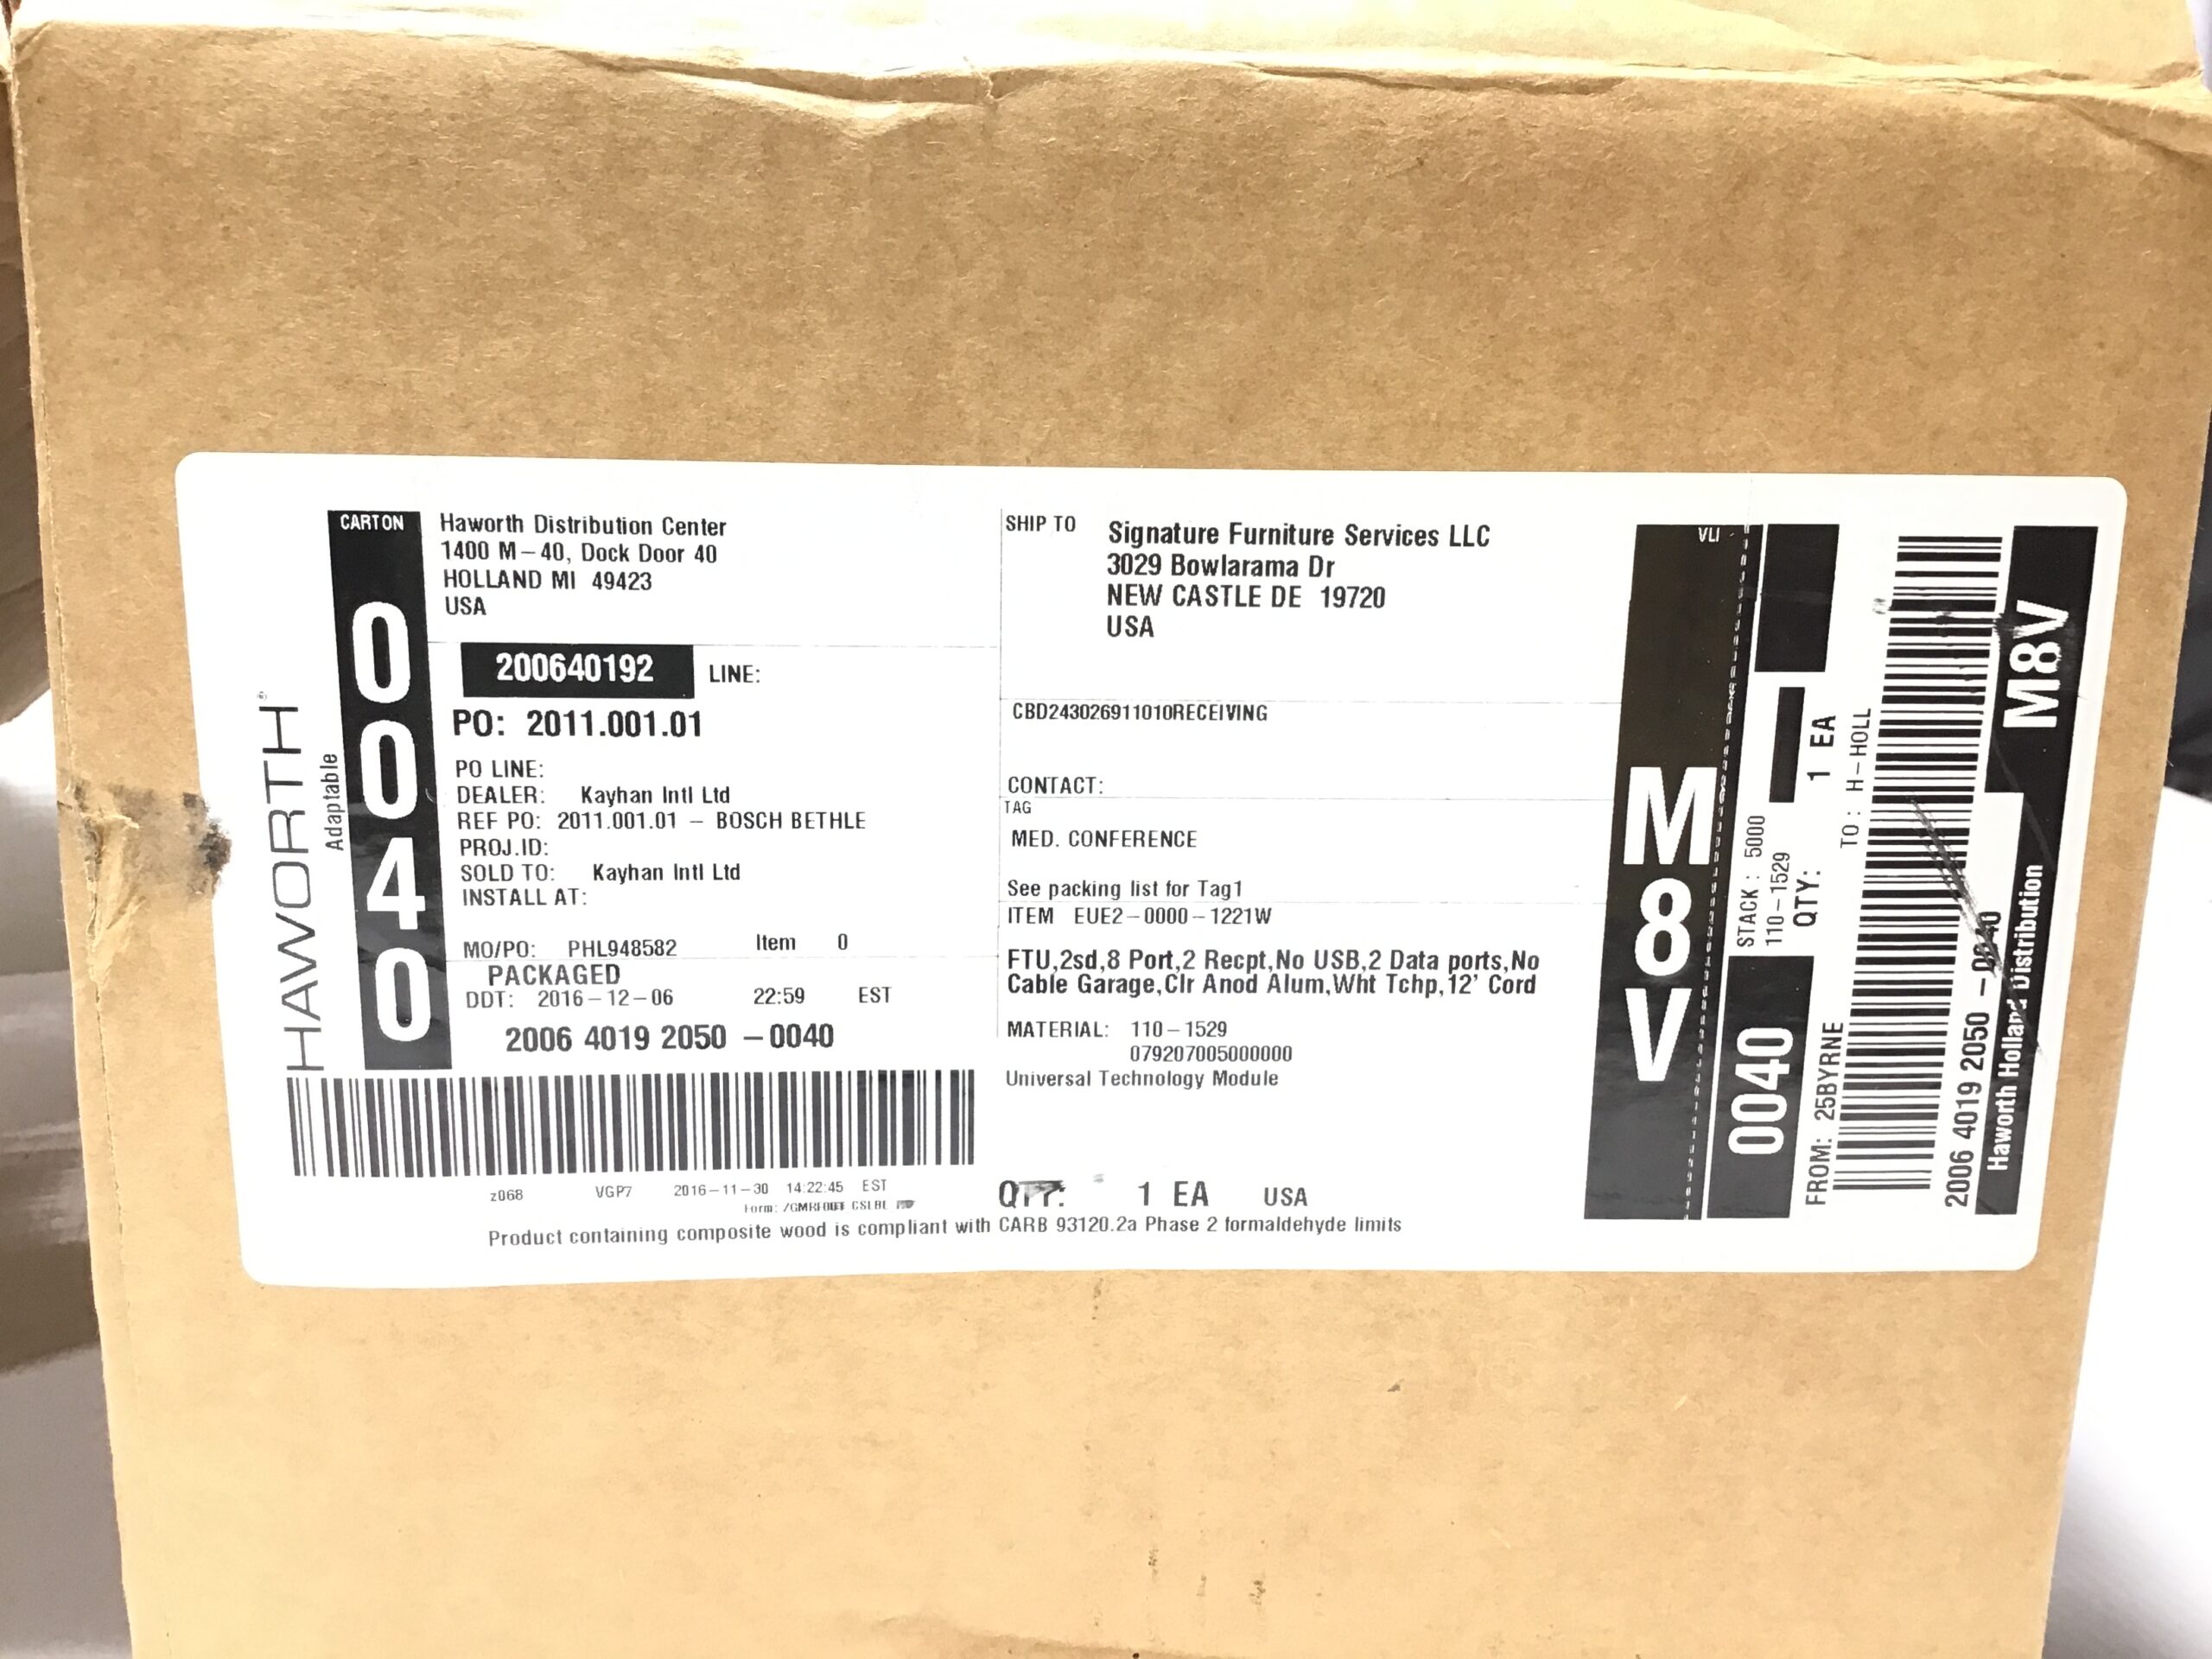 HAWORTH®
Adaptable
CARTON
0040
Haworth Distribution Center
1400 M-40, Dock Door 40
HOLLAND MI 49423
USA
200640192 LINE:
PO: 2011.001.01
PO LINE:
DEALER: Kayhan Intl Ltd
REF PO: 2011.001.01 - BOSCH BETHLE
PROJ.ID:
SOLD TO: Kayhan Intl Ltd
INSTALL AT:
MO/PO: PHL948582 Item 0
PACKAGED
DDT: 2016-12-06 22:59 EST
2006 4019 2050 -0040
z068 VGP7 2016-11-30 14:22:45 EST
Form:
SHIP TO
Signature Furniture Services LLC
3029 Bowlarama Dr
NEW CASTLE DE 19720
USA
CBD243026911010RECEIVING
CONTACT:
TAG
MED. CONFERENCE
See packing list for Tag1
ITEM EUE2-0000-1221W
FTU,2sd,8 Port,2 Recpt,No USB,2 Data ports,No
Cable Garage,Clr Anod Alum,Wht Tchp,12' Cord
MATERIAL: 110-1529
079207005000000
Universal Technology Module
QTY: 1 EA USA
Product containing composite wood is compliant with CARB 93120.2a Phase 2 formaldehyde limits
VLI
M8V
0040
STACK: 5000
110-1529
QTY: 1 EA
FROM: 25BYRNE TO: H-HOLL
2006 4019 2050 -0040
Haworth Holland Distribution
M8V